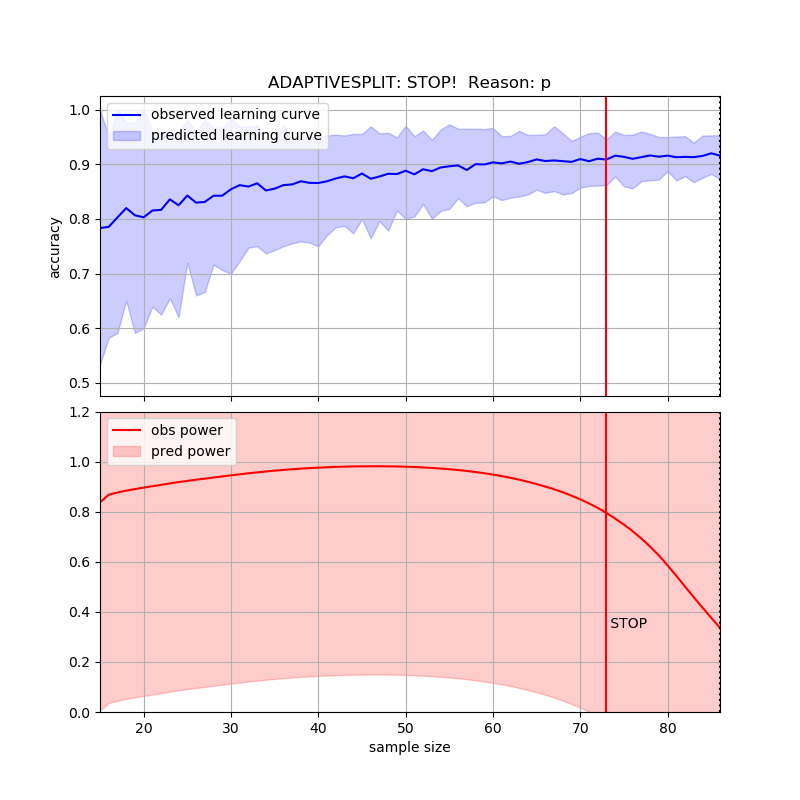 ADAPTIVESPLIT: STOP!  Reason: p
observed learning curve
predicted learning curve
accuracy
1.0
0.9
0.8
0.7
0.6
0.5
obs power
pred power
1.2
1.0
0.8
0.6
0.4
0.2
0.0
STOP
20 30 40 50 60 70 80
sample size